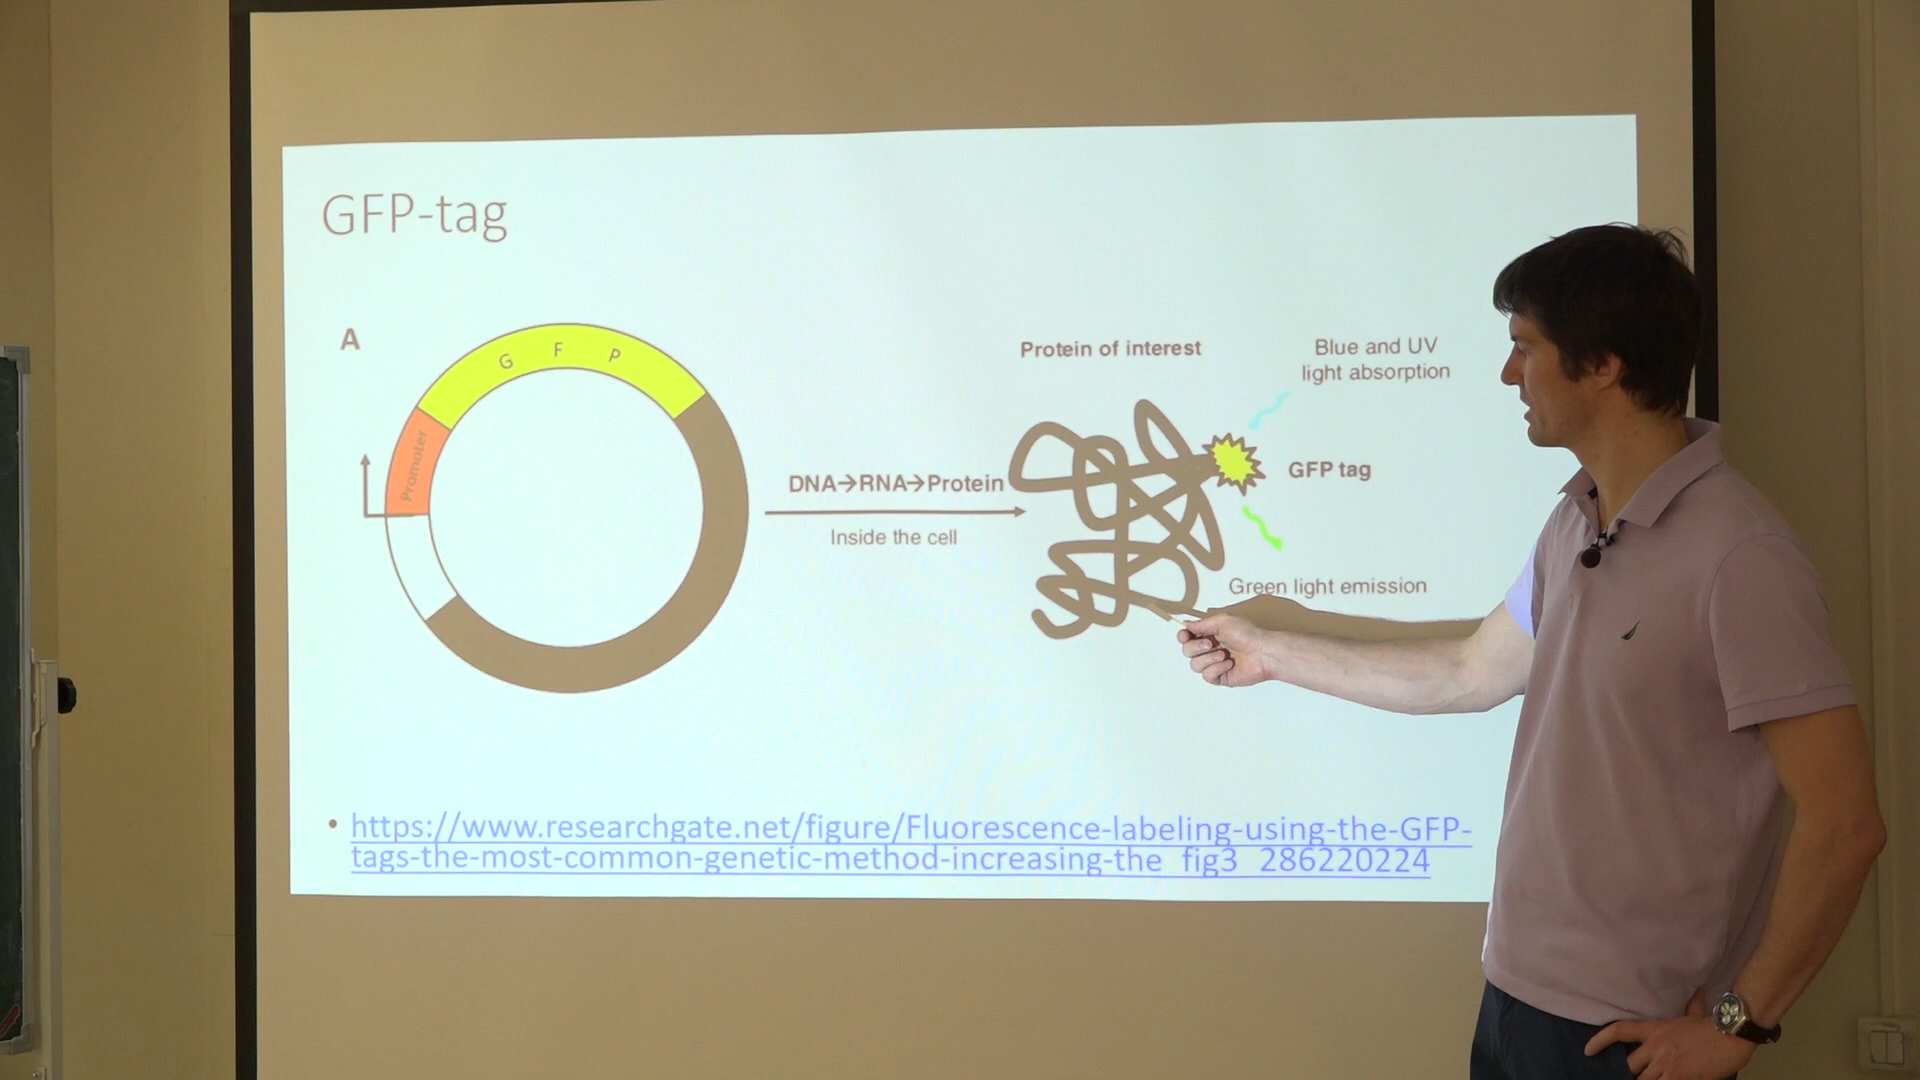 GFP-tag
A
G F P
Promoter
DNA→RNA→Protein
Inside the cell
Protein of interest
Blue and UV
light absorption
GFP tag
Green light emission
• https://www.researchgate.net/figure/Fluorescence-labeling-using-the-GFP-
tags-the-most-common-genetic-method-increasing-the_fig3_286220224